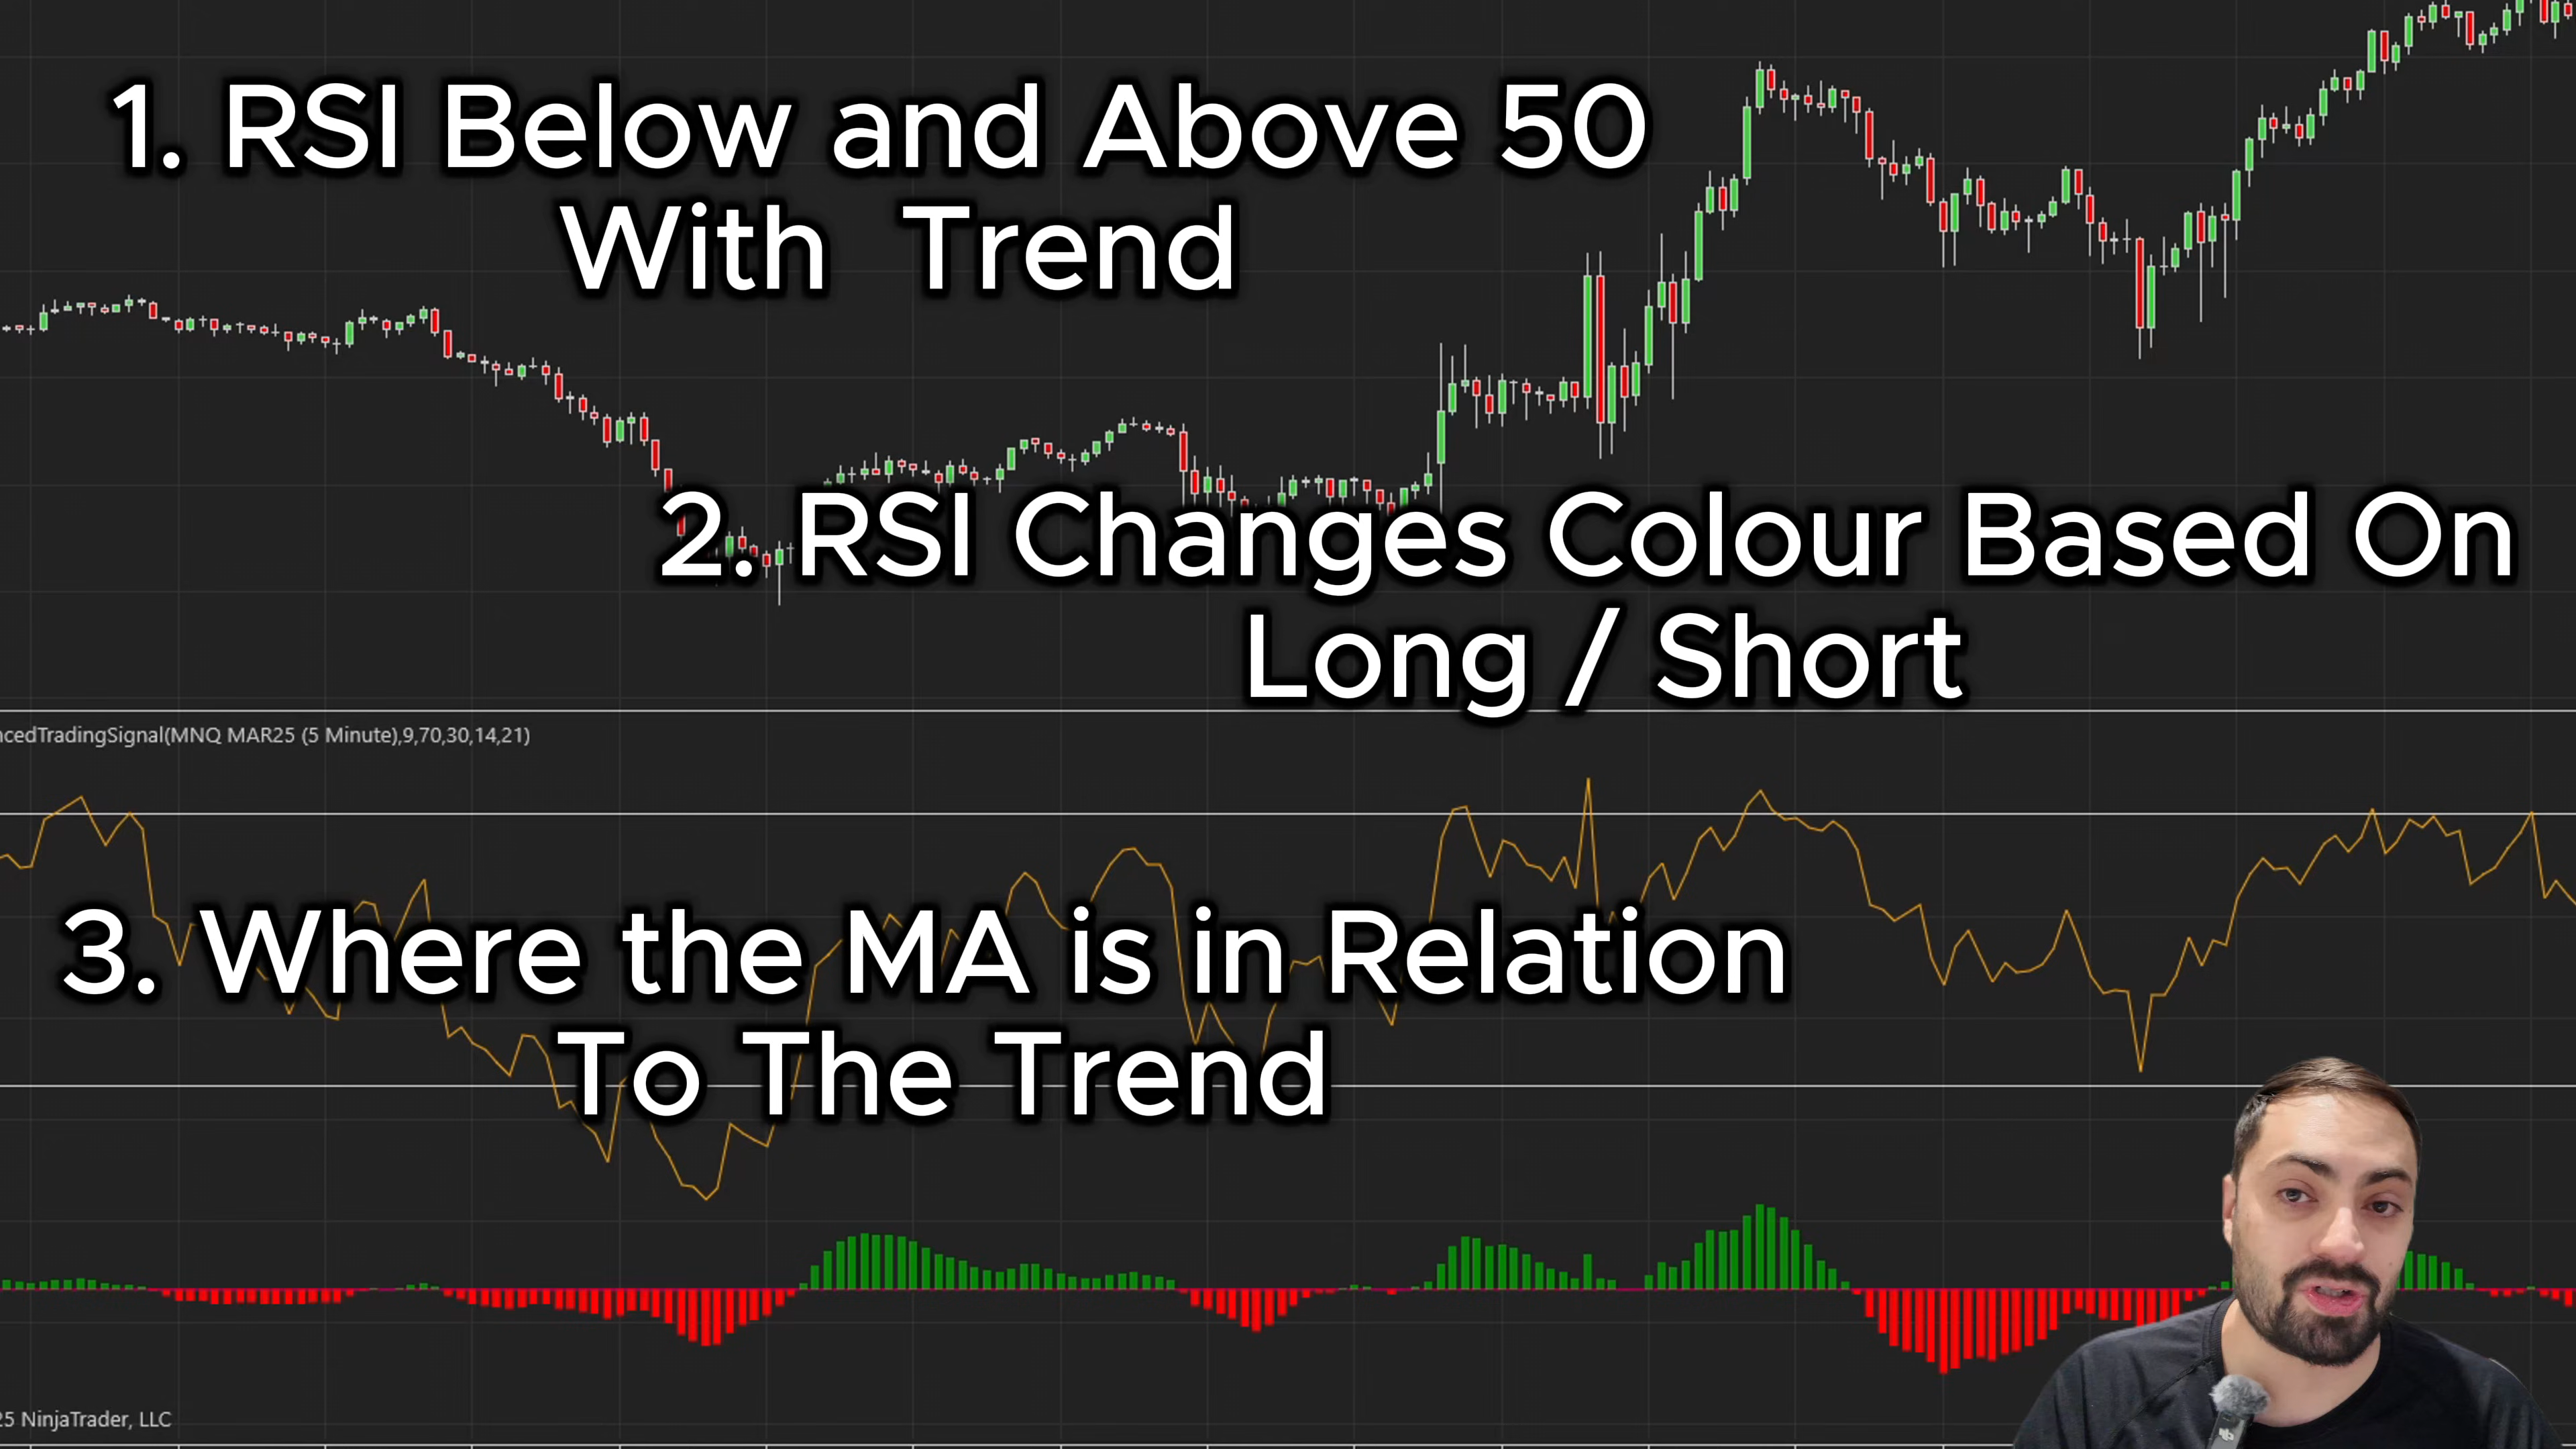 1. RSI Below and Above 50
With Trend
2. RSI Changes Colour Based On
Long / Short
ncedTradingSignal(MNQ MAR25 (5 Minute),9,70,30,14,21)
3. Where the MA is in Relation
To The Trend
25 NinjaTrader, LLC